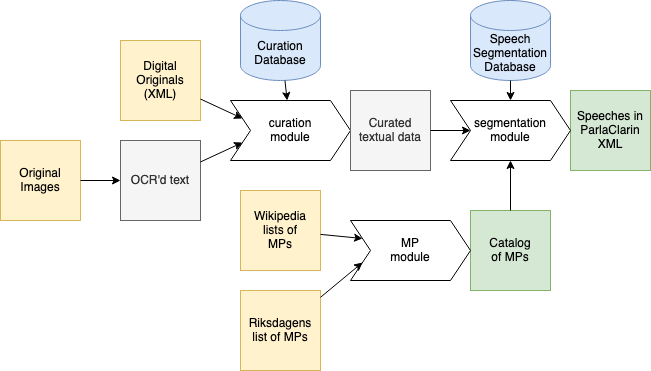 Curation
Database
Speech
Segmentation
Database
Digital
Originals
(XML)
curation
module
Curated
textual data
segmentation
module
Speeches in
ParlaClarin
XML
Original
Images
OCR'd text
Wikipedia
lists of
MPs
MP
module
Catalog
of MPs
Riksdagens
list of MPs